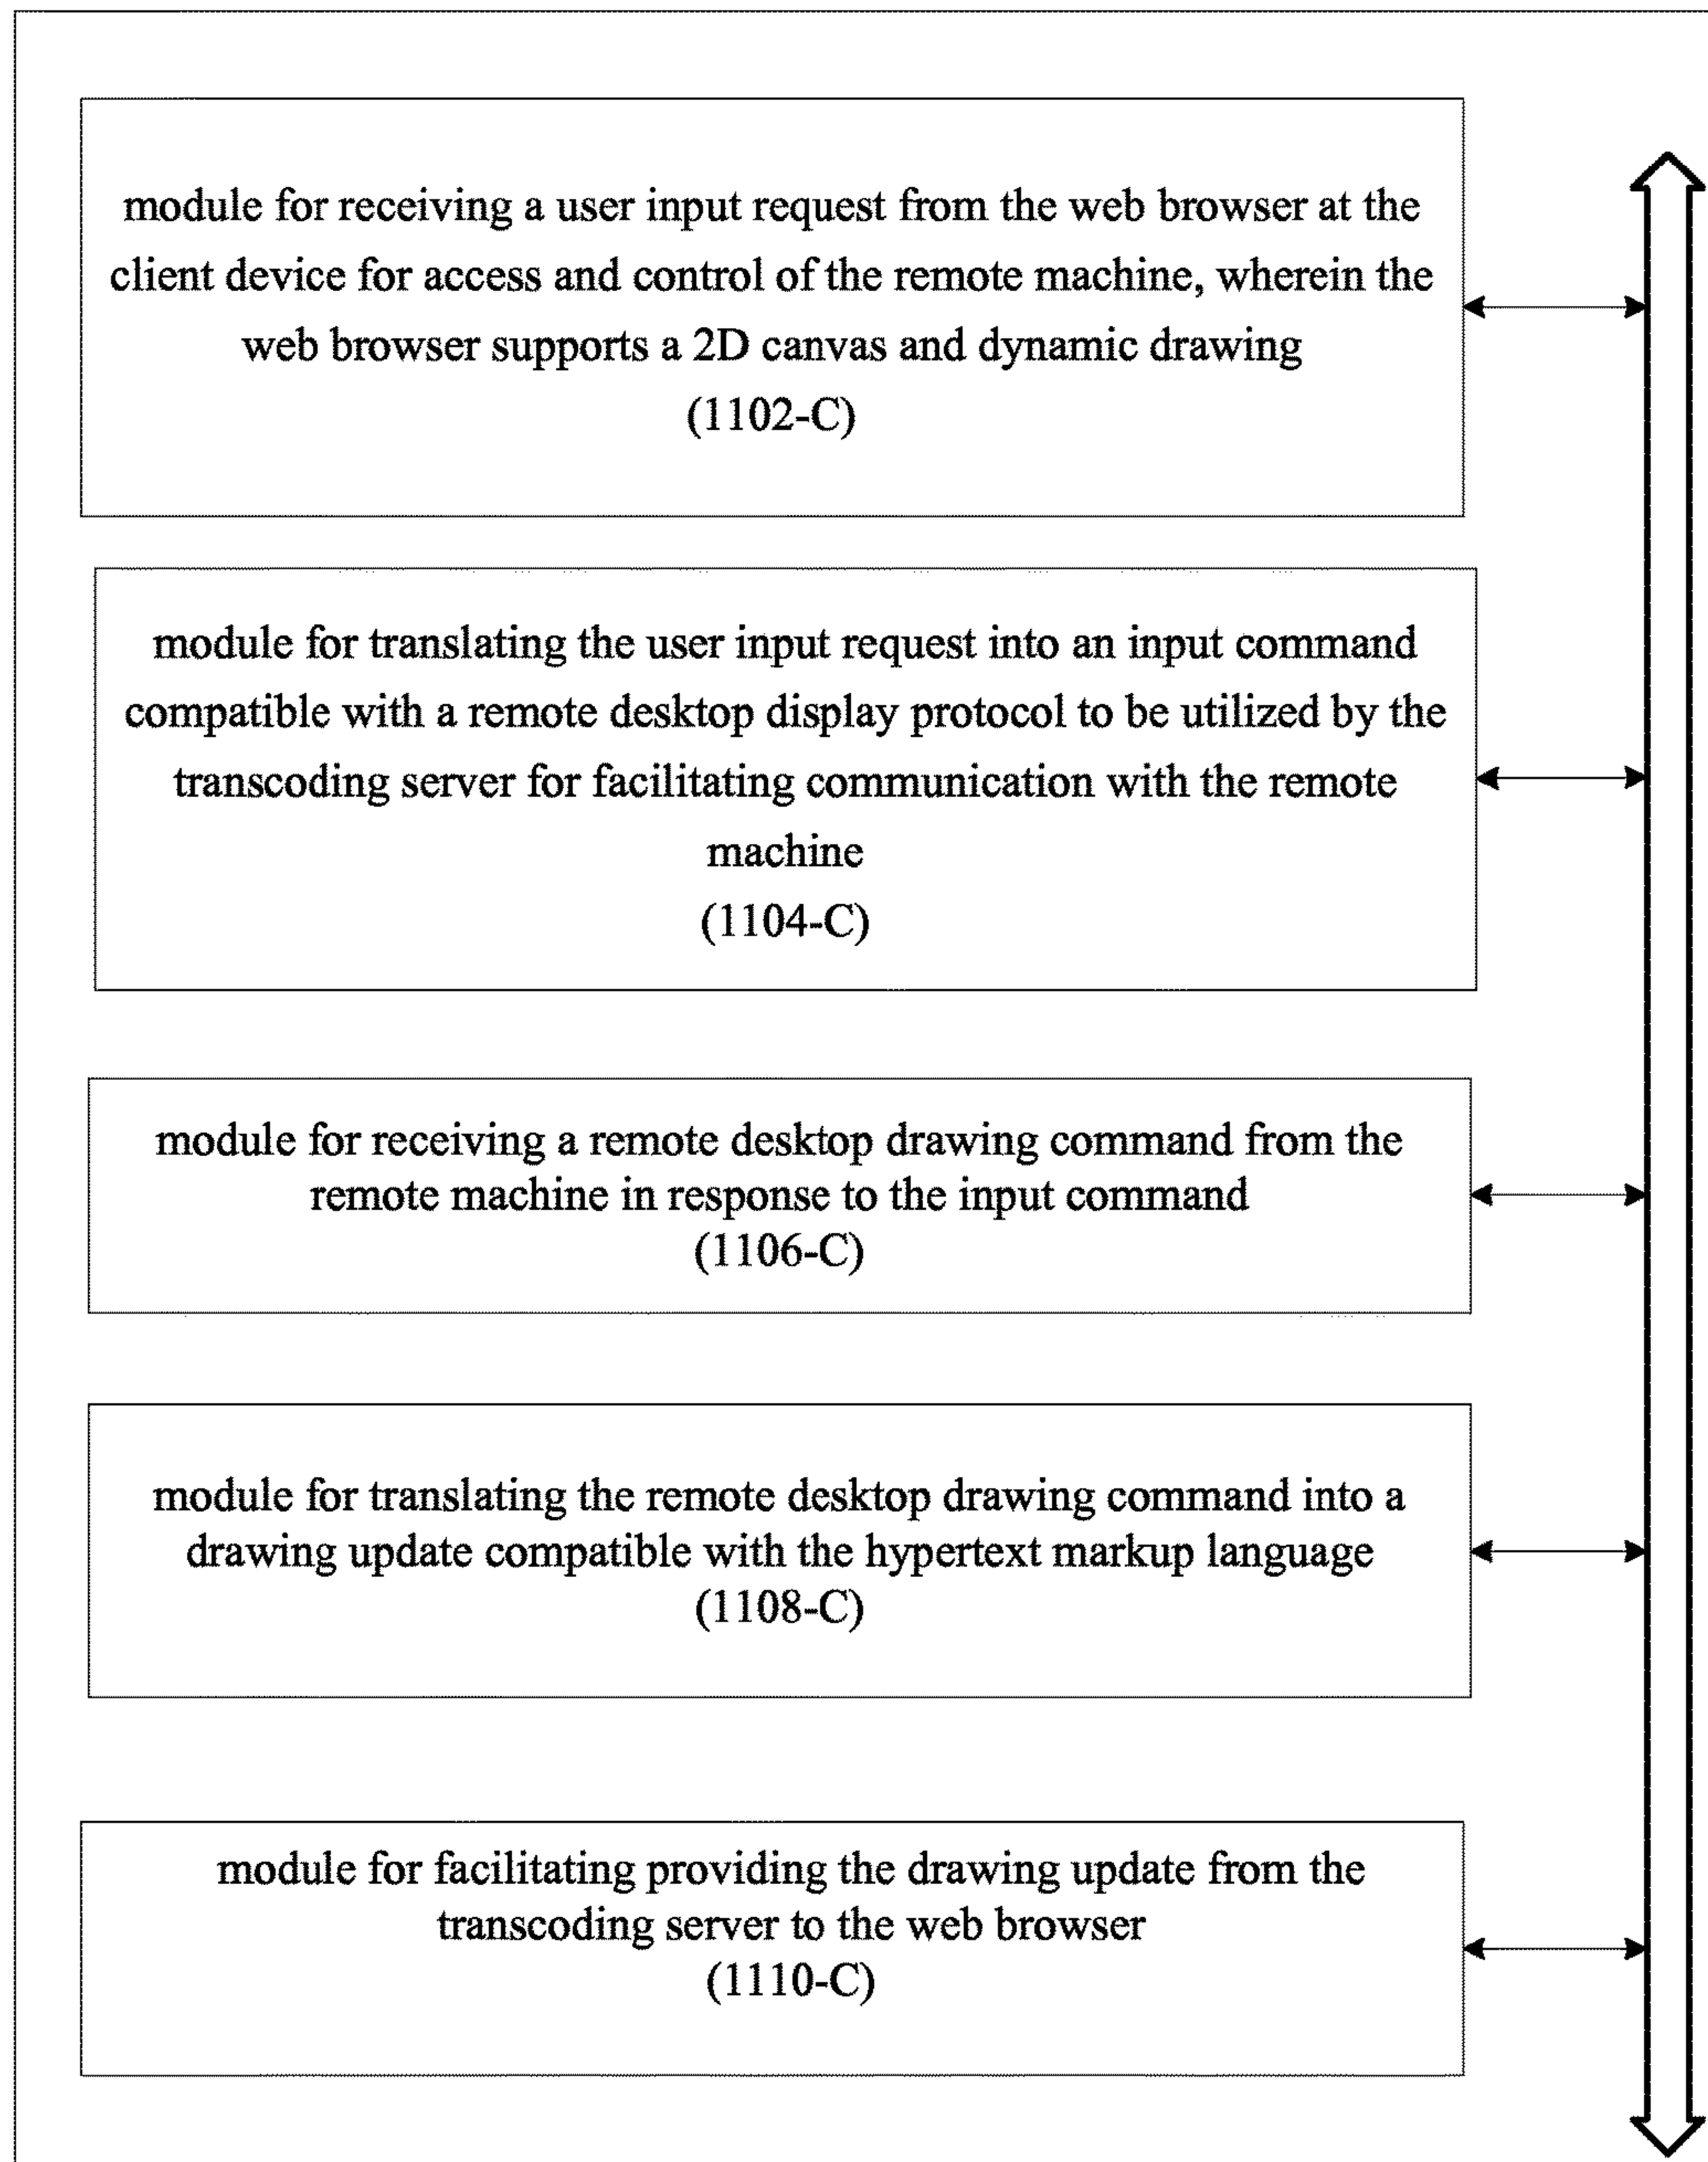 module for receiving a user input request from the web browser at the
client device for access and control of the remote machine, wherein the
web browser supports a 2D canvas and dynamic drawing
(1102-C)
module for translating the user input request into an input command
compatible with a remote desktop display protocol to be utilized by the
transcoding server for facilitating communication with the remote
machine
(1104-C)
module for receiving a remote desktop drawing command from the
remote machine in response to the input command
(1106-C)
module for translating the remote desktop drawing command into a
drawing update compatible with the hypertext markup language
(1108-C)
module for facilitating providing the drawing update from the
transcoding server to the web browser
(1110-C)